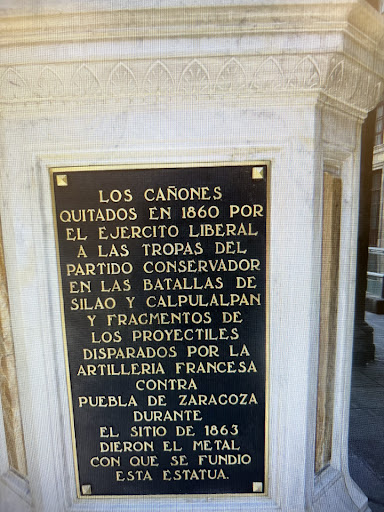 LOS CAÑONES
QUITADOS EN 1860 POR
EL EJERCITO LIBERAL
A LAS TROPAS DEL
PARTIDO CONSERVADOR
EN LAS BATALLAS DE
SILAO Y CALPULALPAN
Y FRAGMENTOS DE
LOS PROYECTILES
DISPARADOS POR LA
ARTILLERIA FRANCESA
CONTRA
PUEBLA DE ZARAGOZA
DURANTE
EL SITIO DE 1863
DIERON EL METAL
CON QUE SE FUNDIO
ESTA ESTATUA.